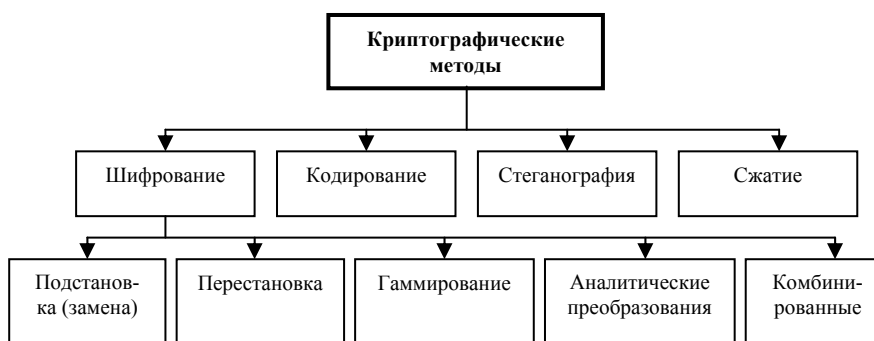 Криптографические
методы
Шифрование
Кодирование
Стеганография
Сжатие
Подстанов-
ка (замена)
Перестановка
Гаммирование
Аналитические
преобразования
Комбини-
рованные